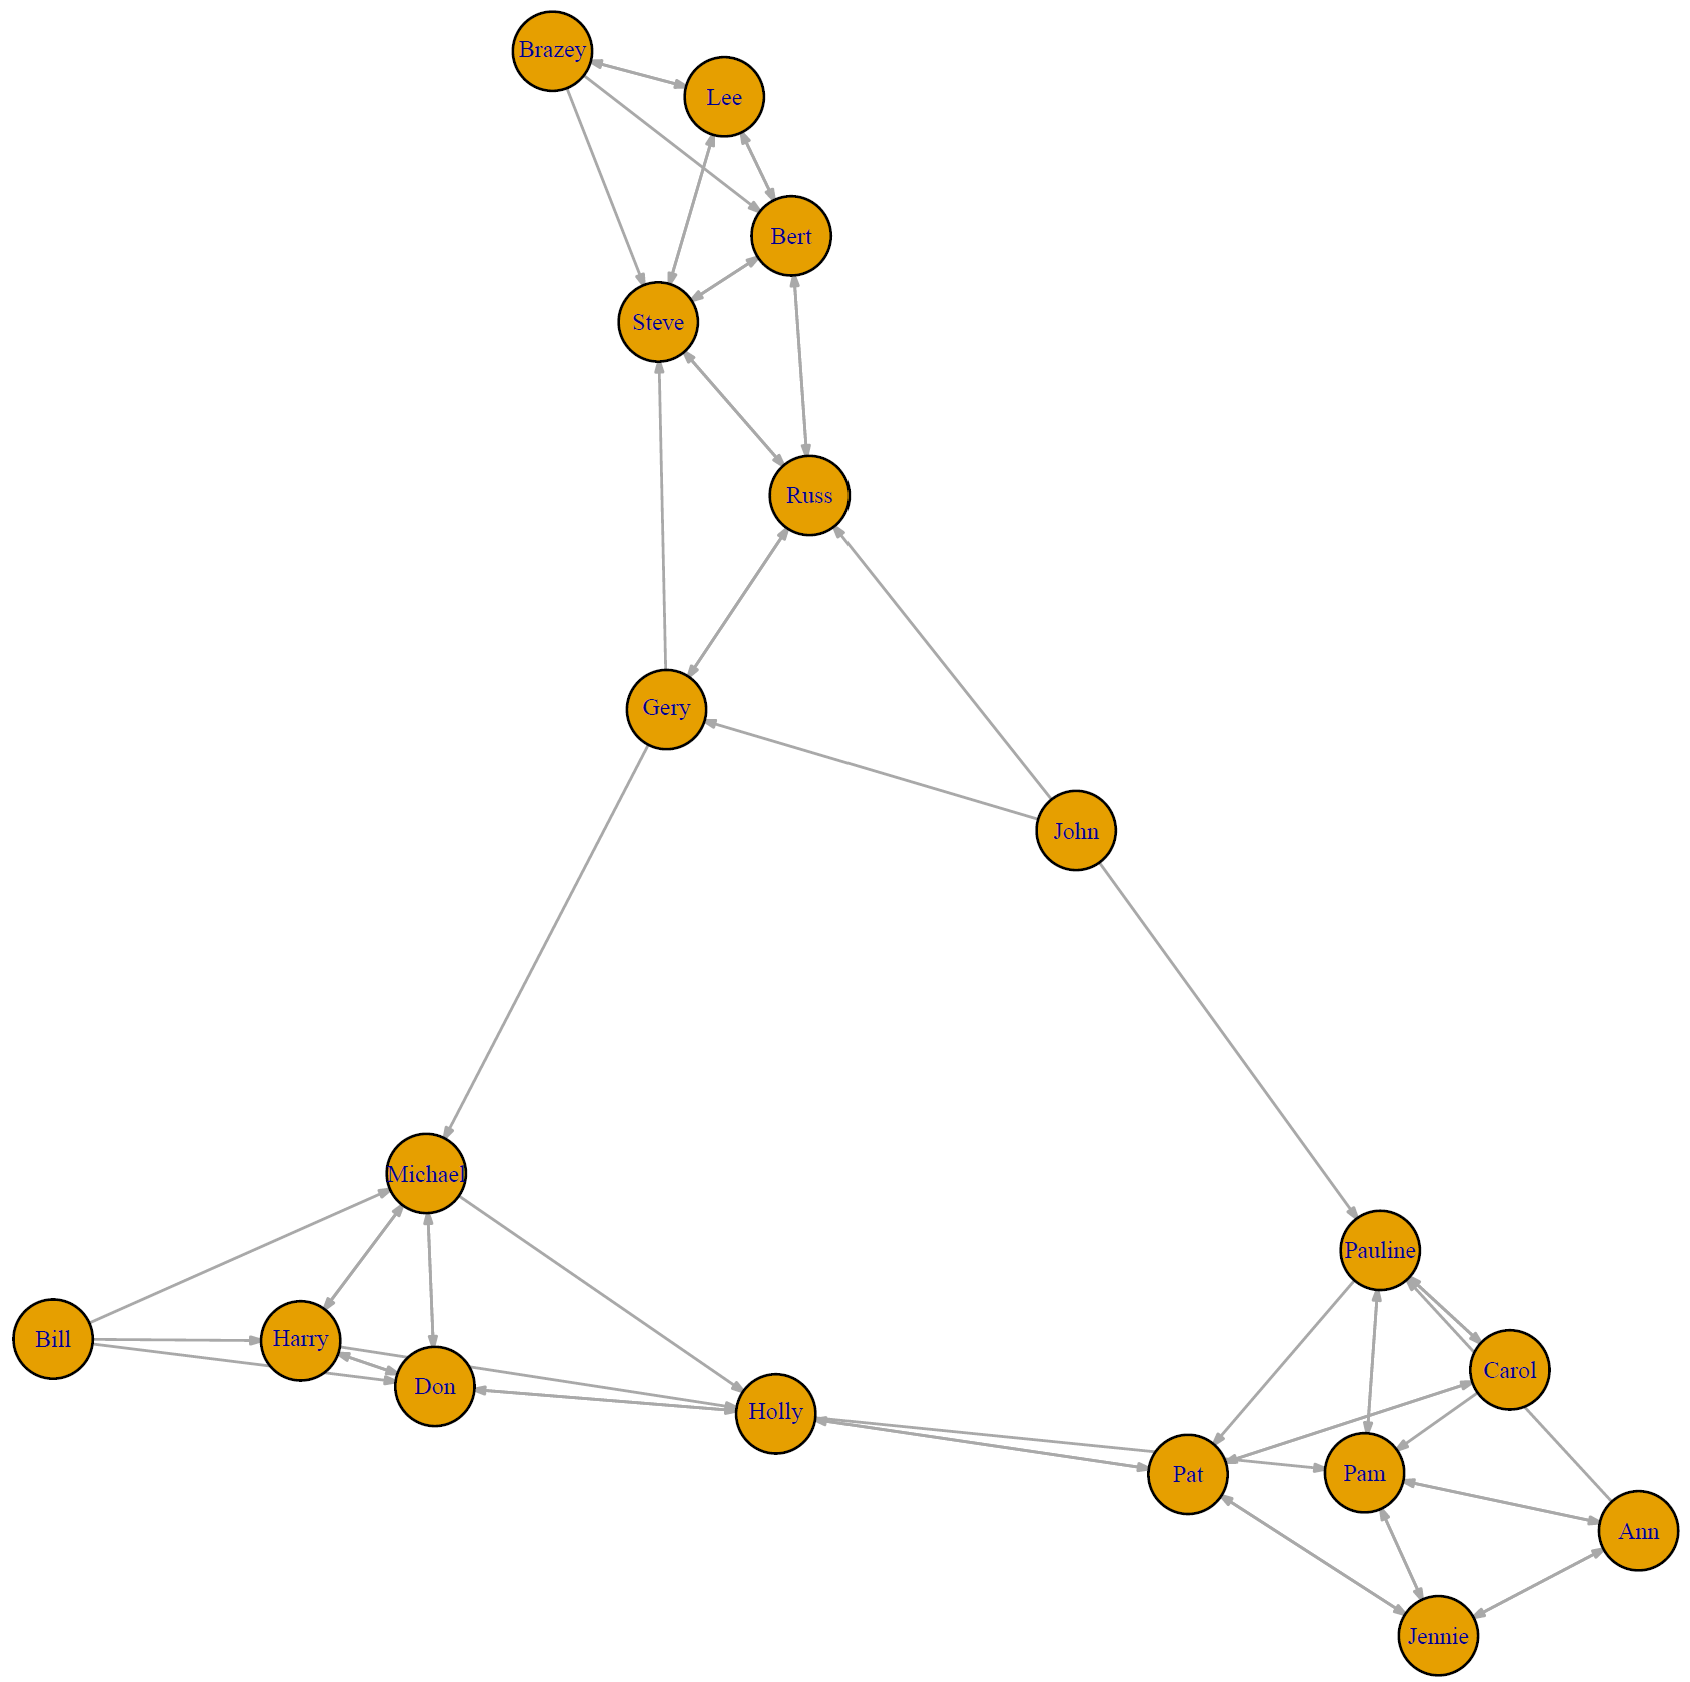 Brazey
Lee
Bert
Steve
Russ
Gery
John
Michael
Pauline
Bill
Harry
Don
Carol
Holly
Pat
Pam
Ann
Jennie